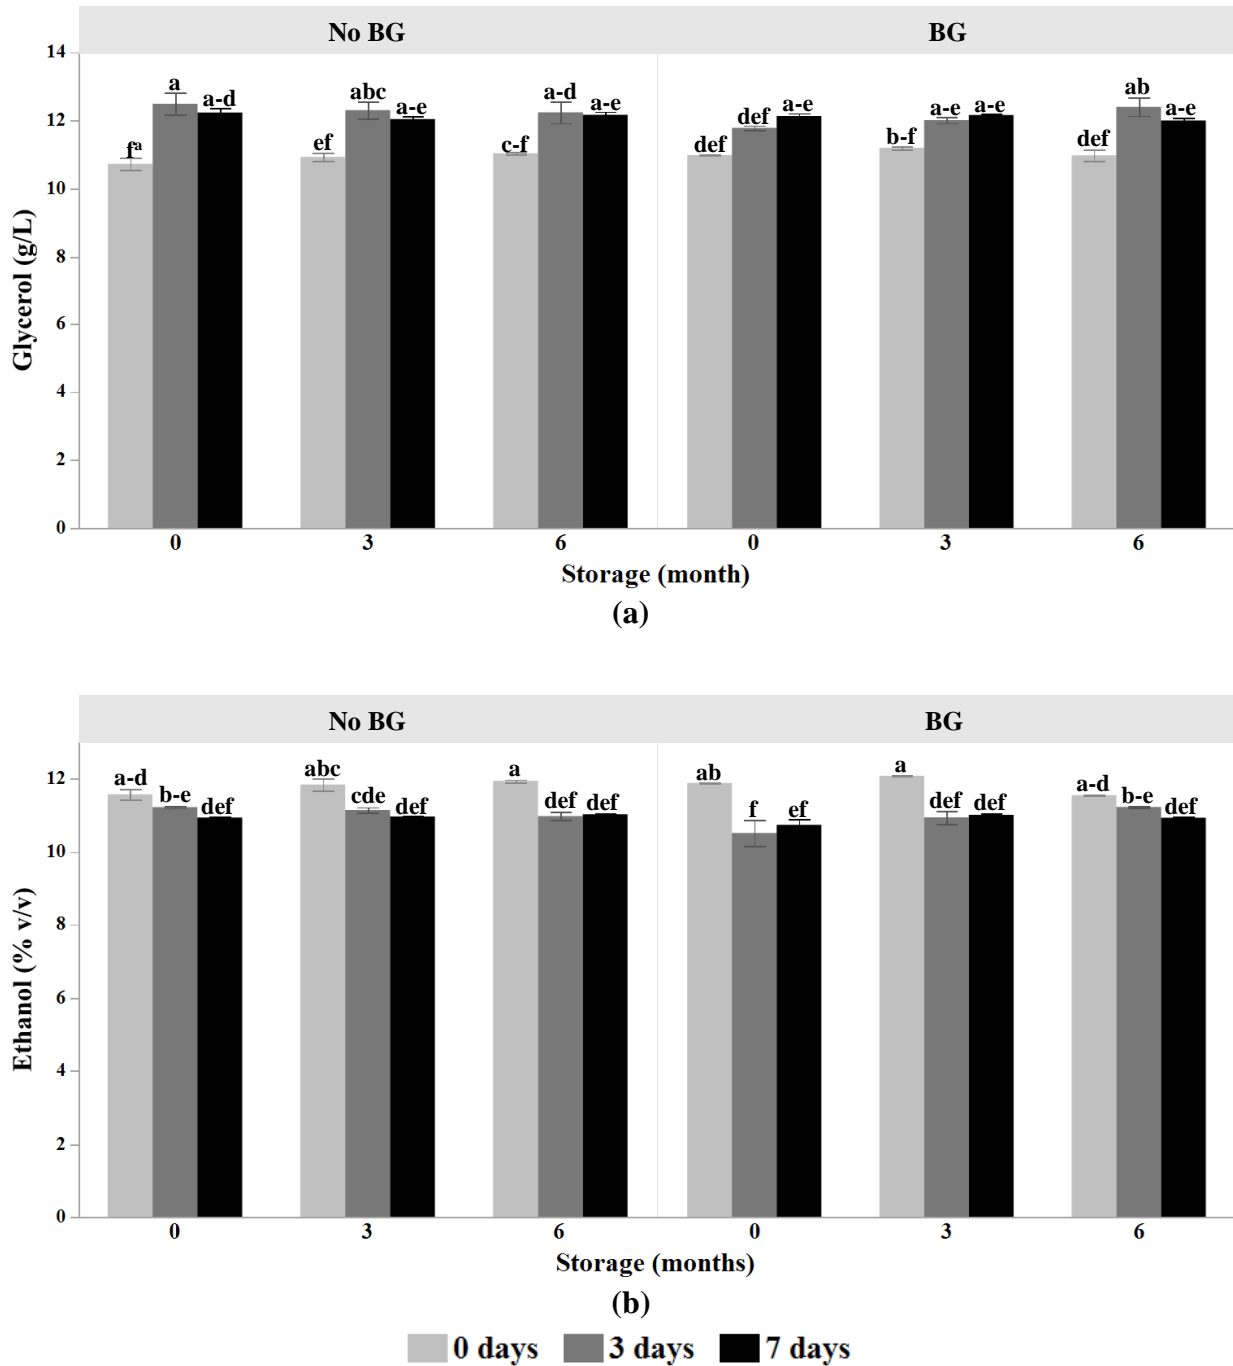 No BG BG
14
12
10
8
6
4
2
0
Glycerol (g/L)
fᵃ a a-d ef abc a-e c-f a-d a-e def def a-e b-f a-e a-e def ab a-e
0 3 6 0 3 6
Storage (month)
(a)
No BG BG
12
10
8
6
4
2
0
Ethanol (% v/v)
a-d b-e def abc cde def a def def ab f ef a def def a-d b-e def
0 3 6 0 3 6
Storage (months)
(b)
0 days 3 days 7 days